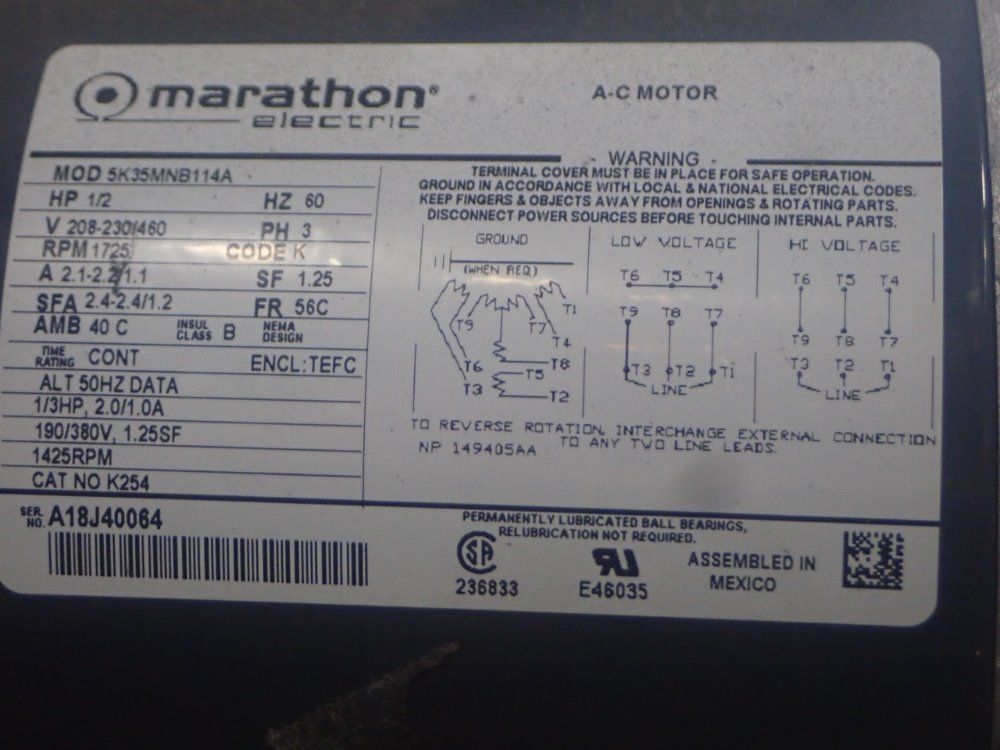 marathon®
electric
A-C MOTOR
MOD 5K35MNB114A
HP 1/2 HZ 60
V 208-230/460 PH 3
RPM 1725 CODE K
A 2.1-2.2/1.1 SF 1.25
SFA 2.4-2.4/1.2 FR 56C
AMB 40 C INSUL CLASS B NEMA DESIGN
TIME RATING CONT ENCL:TEFC
ALT 50HZ DATA
1/3HP, 2.0/1.0A
190/380V, 1.25SF
1425RPM
CAT NO K254
- WARNING -
TERMINAL COVER MUST BE IN PLACE FOR SAFE OPERATION.
GROUND IN ACCORDANCE WITH LOCAL & NATIONAL ELECTRICAL CODES.
KEEP FINGERS & OBJECTS AWAY FROM OPENINGS & ROTATING PARTS.
DISCONNECT POWER SOURCES BEFORE TOUCHING INTERNAL PARTS.
GROUND
(WHEN REQ)
T1
T9 T7
T4
T6 T8
T5
T3 T2
LOW VOLTAGE
T6 T5 T4
T9 T8 T7
T3 T2 T1
LINE
HI VOLTAGE
T6 T5 T4
T9 T8 T7
T3 T2 T1
LINE
TO REVERSE ROTATION, INTERCHANGE EXTERNAL CONNECTION
NP 149405AA TO ANY TWO LINE LEADS.
SER. NO. A18J40064
PERMANENTLY LUBRICATED BALL BEARINGS,
RELUBRICATION NOT REQUIRED.
SA
236833
RU
E46035
ASSEMBLED IN
MEXICO